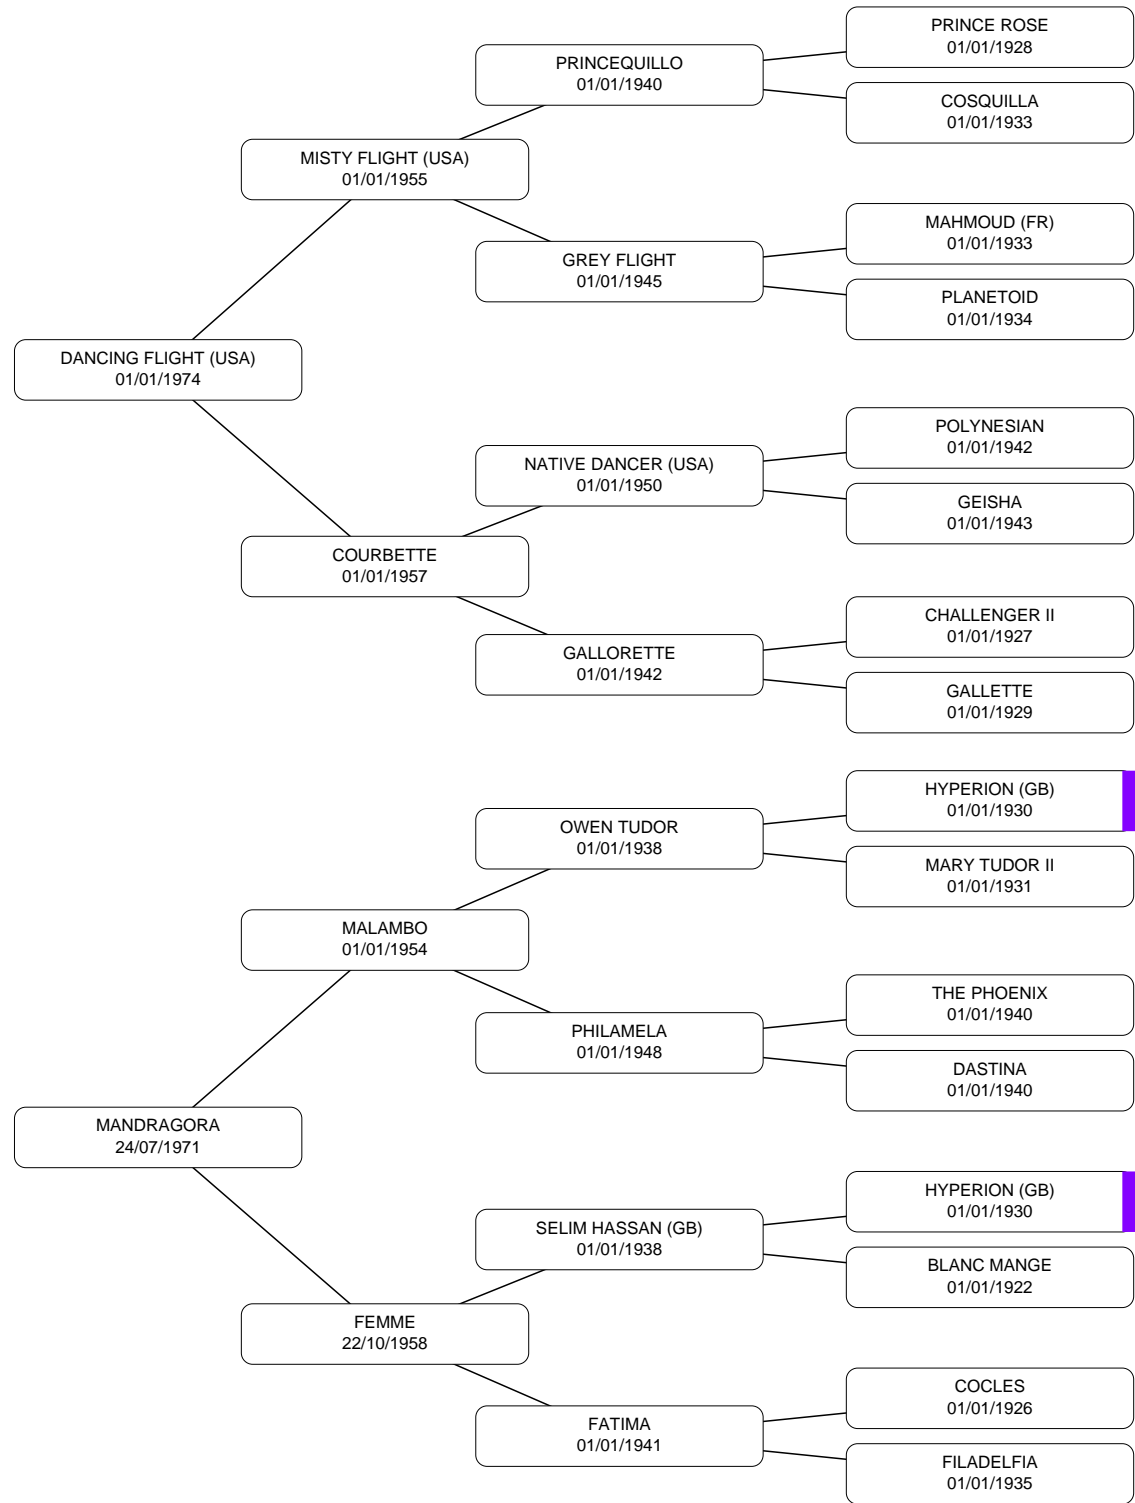 PRINCE ROSE
01/01/1928
PRINCEQUILLO
01/01/1940
COSQUILLA
01/01/1933
MISTY FLIGHT (USA)
01/01/1955
MAHMOUD (FR)
01/01/1933
GREY FLIGHT
01/01/1945
PLANETOID
01/01/1934
DANCING FLIGHT (USA)
01/01/1974
POLYNESIAN
01/01/1942
NATIVE DANCER (USA)
01/01/1950
GEISHA
01/01/1943
COURBETTE
01/01/1957
CHALLENGER II
01/01/1927
GALLORETTE
01/01/1942
GALLETTE
01/01/1929
HYPERION (GB)
01/01/1930
OWEN TUDOR
01/01/1938
MARY TUDOR II
01/01/1931
MALAMBO
01/01/1954
THE PHOENIX
01/01/1940
PHILAMELA
01/01/1948
DASTINA
01/01/1940
MANDRAGORA
24/07/1971
HYPERION (GB)
01/01/1930
SELIM HASSAN (GB)
01/01/1938
BLANC MANGE
01/01/1922
FEMME
22/10/1958
COCLES
01/01/1926
FATIMA
01/01/1941
FILADELFIA
01/01/1935